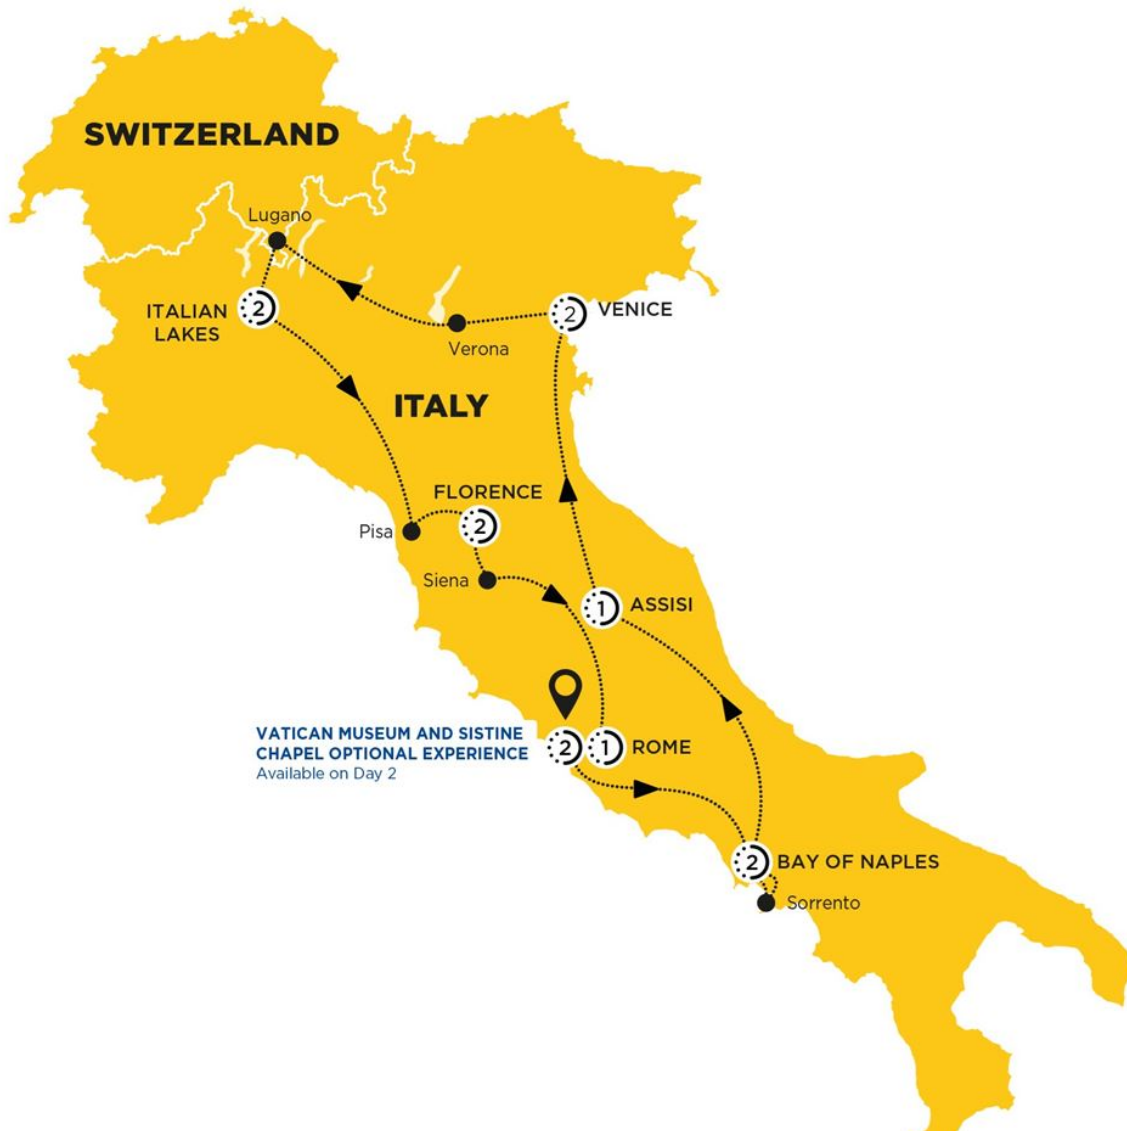 SWITZERLAND
Lugano
ITALIAN
LAKES
2
2
VENICE
Verona
ITALY
FLORENCE
2
Pisa
Siena
1
ASSISI
VATICAN MUSEUM AND SISTINE
CHAPEL OPTIONAL EXPERIENCE
Available on Day 2
2
1
ROME
2
BAY OF NAPLES
Sorrento